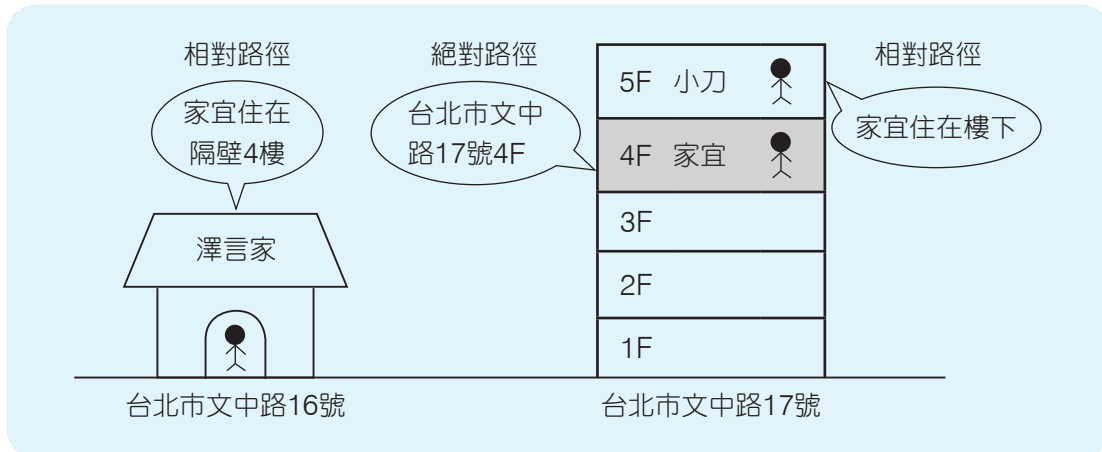 相對路徑
家宜住在
隔壁4樓
澤言家
台北市文中路16號
絕對路徑
台北市文中
路17號4F
5F 小刀
4F 家宜
3F
2F
1F
台北市文中路17號
相對路徑
家宜住在樓下